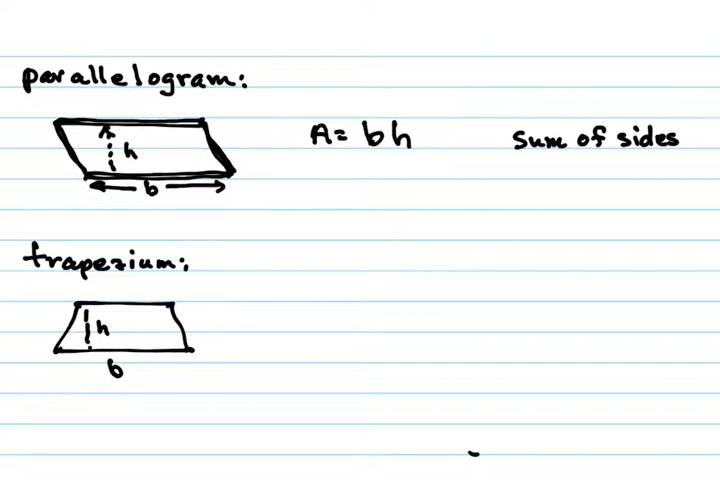 parallelogram:
A= bh
sum of sides
h
b
trapezium:
h
b